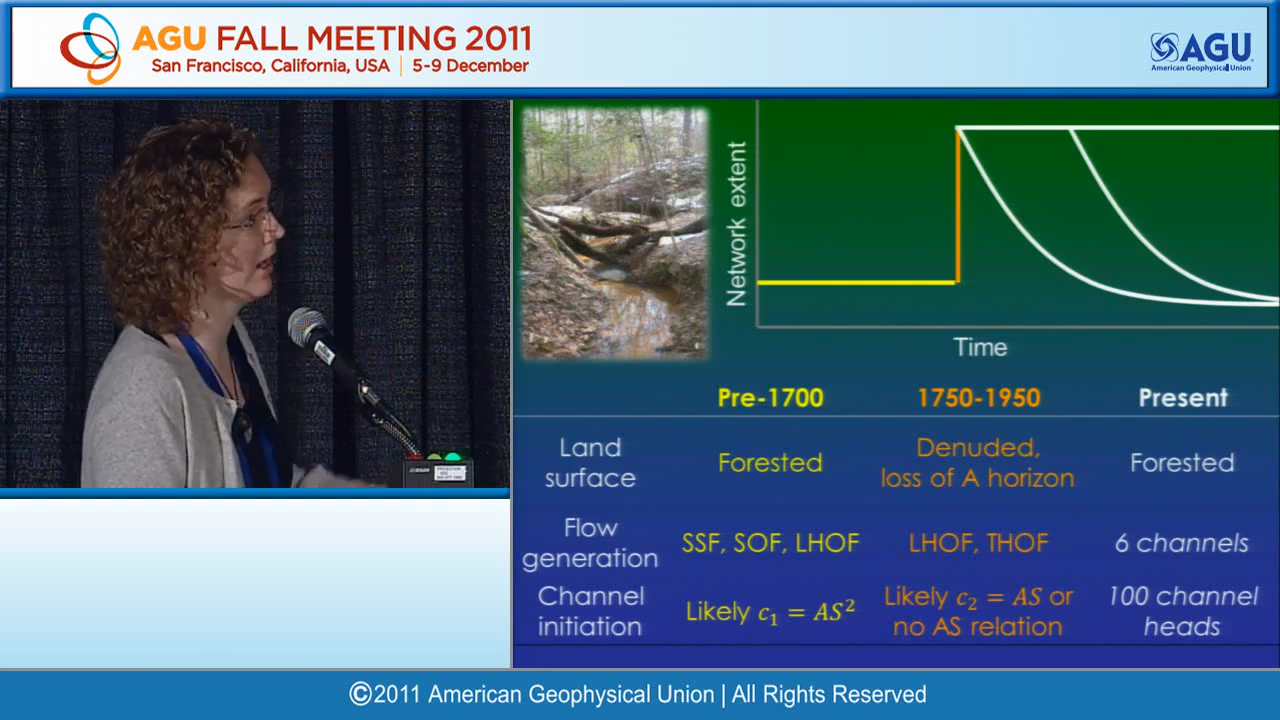 AGU FALL MEETING 2011
San Francisco, California, USA | 5-9 December
AGU
American Geophysical Union
Network extent
Time
Pre-1700 1750-1950 Present
Land surface Forested Denuded, loss of A horizon Forested
Flow generation SSF, SOF, LHOF LHOF, THOF 6 channels
Channel initiation Likely c₁ = AS² Likely c₂ = AS or no AS relation 100 channel heads
©2011 American Geophysical Union | All Rights Reserved